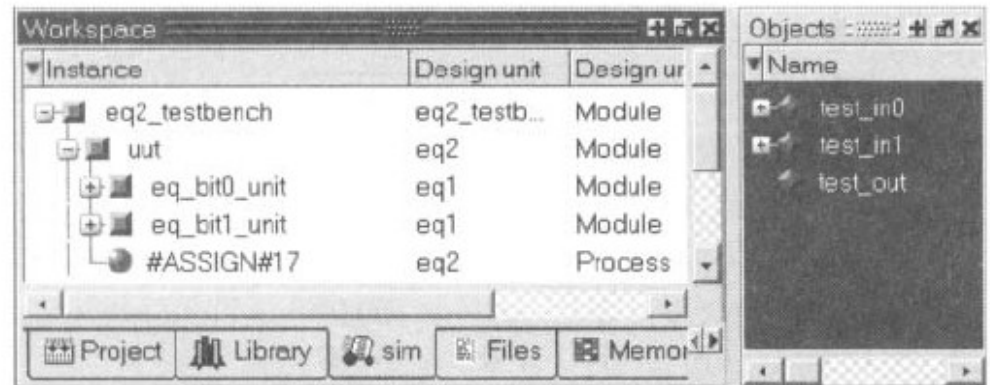 Workspace
Instance Design unit Design ur
eq2_testbench eq2_testb... Module
uut eq2 Module
eq_bit0_unit eq1 Module
eq_bit1_unit eq1 Module
#ASSIGN#17 eq2 Process
Project Library sim Files Memor
Objects
Name
test_in0
test_in1
test_out